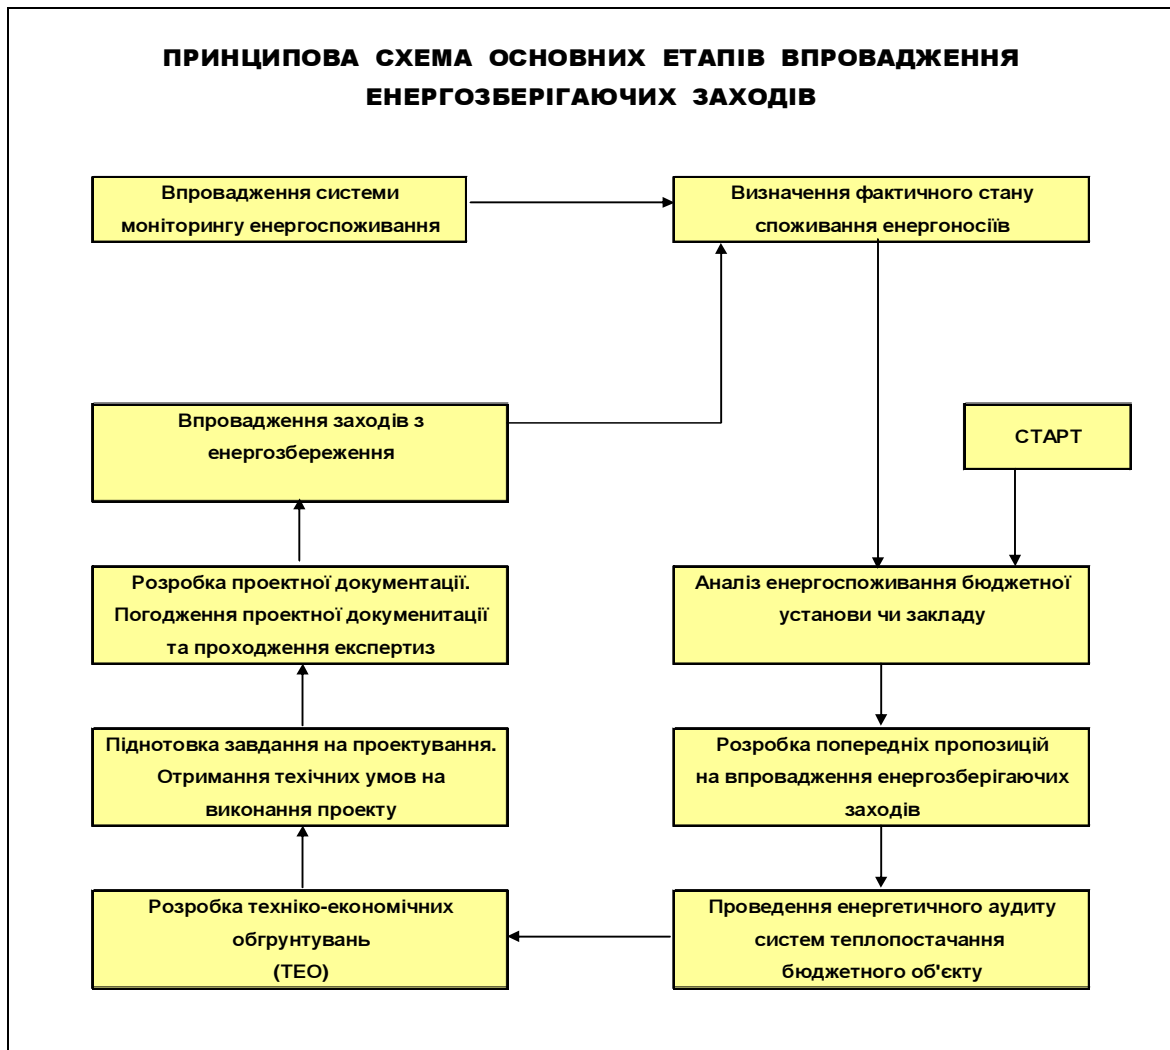 ПРИНЦИПОВА СХЕМА ОСНОВНИХ ЕТАПІВ ВПРОВАДЖЕННЯ
ЕНЕРГОЗБЕРІГАЮЧИХ ЗАХОДІВ
Впровадження системи
моніторингу енергоспоживання
Визначення фактичного стану
споживання енергоносіїв
Впровадження заходів з
енергозбереження
СТАРТ
Розробка проектної документації.
Погодження проектної докуменитації
та проходження експертиз
Аналіз енергоспоживання бюджетної
установи чи закладу
Піднотовка завдання на проектування.
Отримання техічних умов на
виконання проекту
Розробка попередніх пропозицій
на впровадження енергозберігаючих
заходів
Розробка техніко-економічних
обгрунтувань
(ТЕО)
Проведення енергетичного аудиту
систем теплопостачання
бюджетного об'єкту